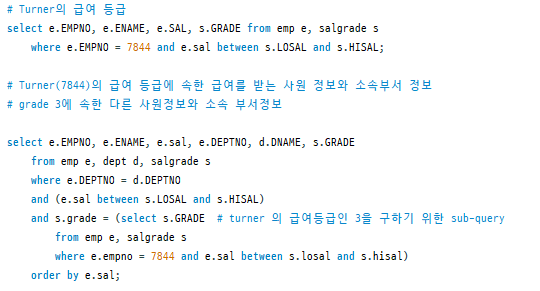 # Turner의 급여 등급
select e.EMPNO, e.ENAME, e.SAL, s.GRADE from emp e, salgrade s
where e.EMPNO = 7844 and e.sal between s.LOSAL and s.HISAL;
# Turner(7844)의 급여 등급에 속한 급여를 받는 사원 정보와 소속부서 정보
# grade 3에 속한 다른 사원정보와 소속 부서정보
select e.EMPNO, e.ENAME, e.sal, e.DEPTNO, d.DNAME, s.GRADE
from emp e, dept d, salgrade s
where e.DEPTNO = d.DEPTNO
and (e.sal between s.LOSAL and s.HISAL)
and s.grade = (select s.GRADE # turner 의 급여등급인 3을 구하기 위한 sub-query
from emp e, salgrade s
where e.empno = 7844 and e.sal between s.losal and s.hisal)
order by e.sal;